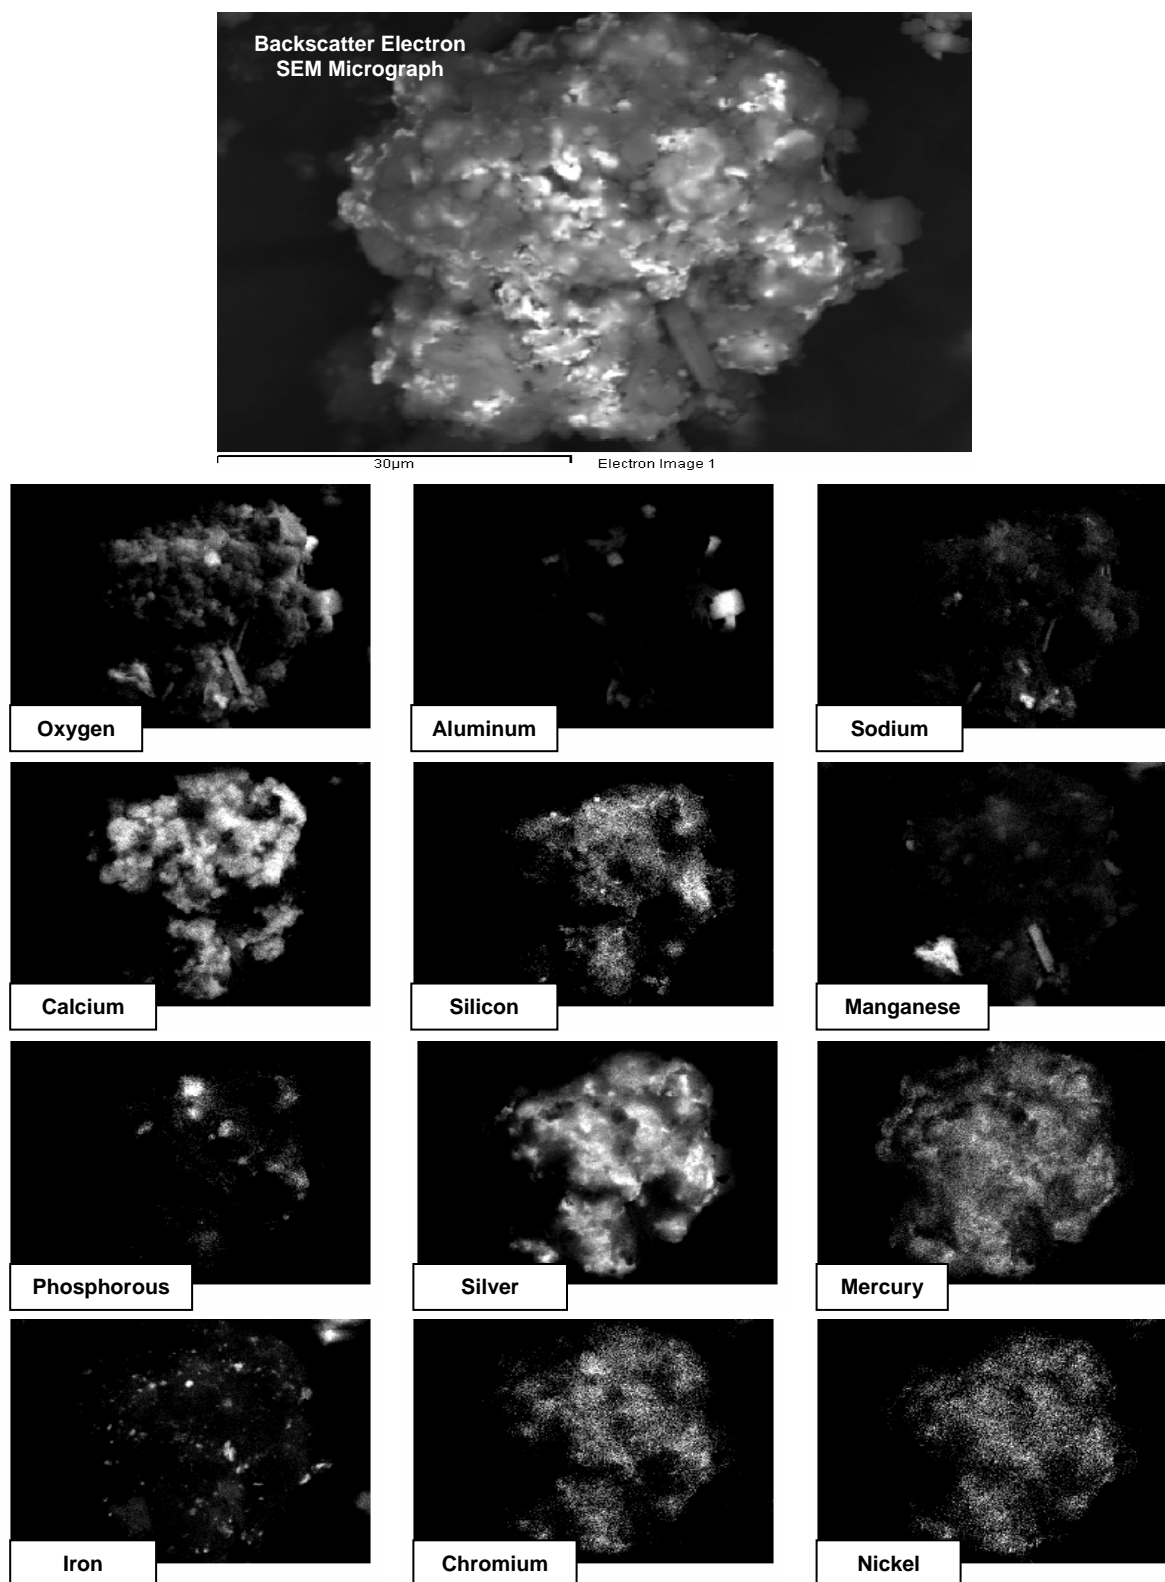 Backscatter Electron
SEM Micrograph
30µm
Electron Image 1
Oxygen
Aluminum
Sodium
Calcium
Silicon
Manganese
Phosphorous
Silver
Mercury
Iron
Chromium
Nickel